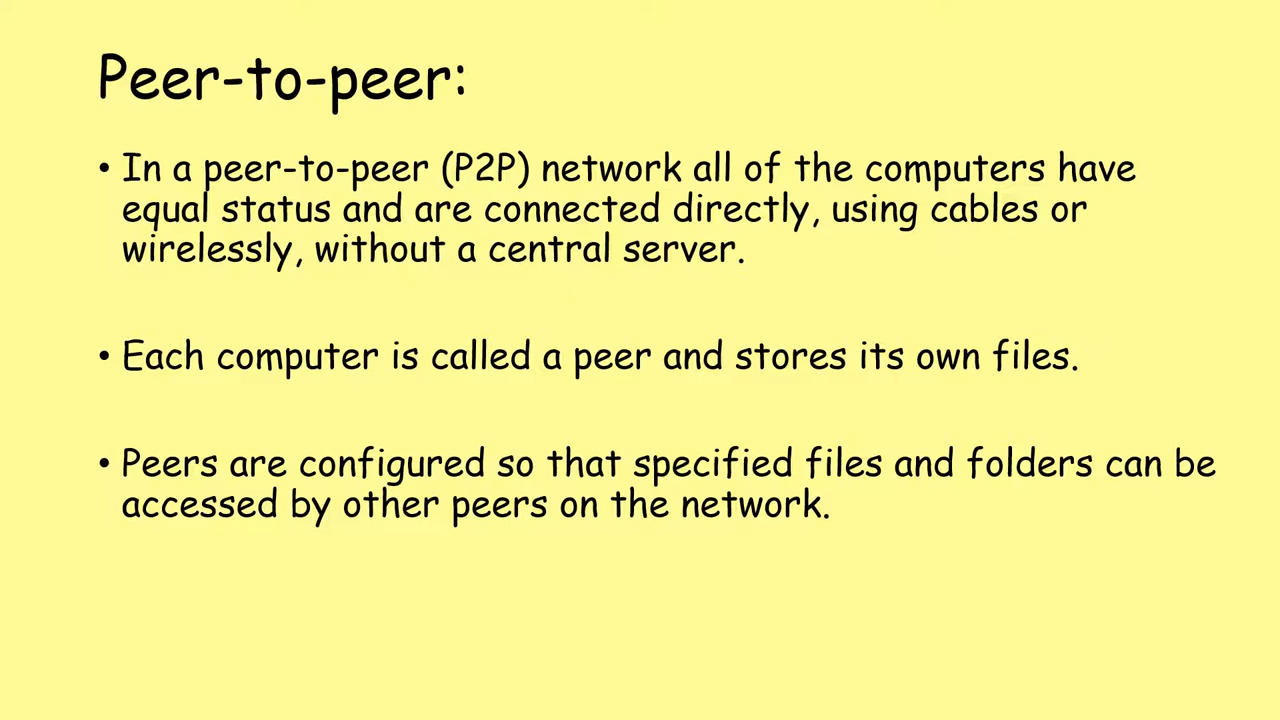 Peer-to-peer:
• In a peer-to-peer (P2P) network all of the computers have
equal status and are connected directly, using cables or
wirelessly, without a central server.
• Each computer is called a peer and stores its own files.
• Peers are configured so that specified files and folders can be
accessed by other peers on the network.